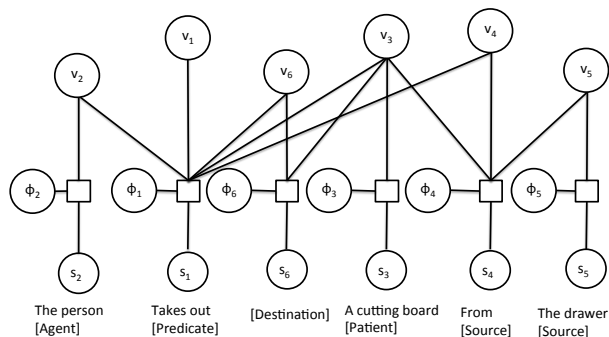 v1
v3
v4
v2
v6
v5
ϕ2
ϕ1
ϕ6
ϕ3
ϕ4
ϕ5
s2
s1
s6
s3
s4
s5
The person
[Agent]
Takes out
[Predicate]
[Destination]
A cutting board
[Patient]
From
[Source]
The drawer
[Source]